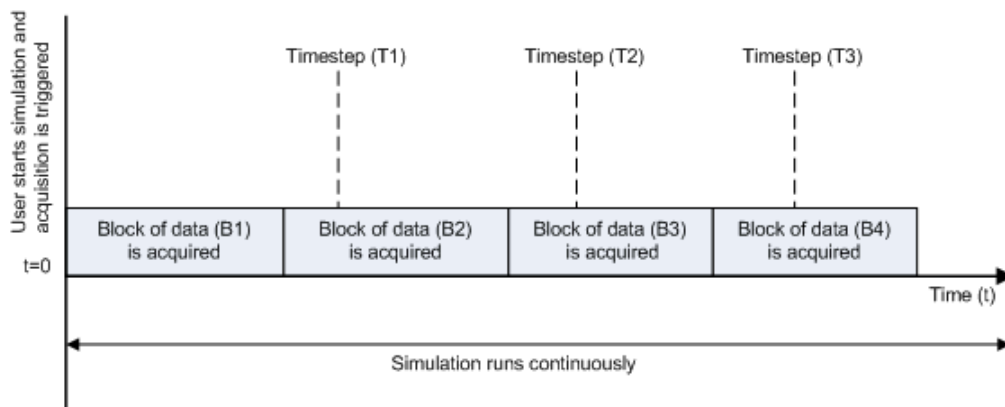 User starts simulation and
acquisition is triggered
Timestep (T1)
Timestep (T2)
Timestep (T3)
Block of data (B1)
is acquired
Block of data (B2)
is acquired
Block of data (B3)
is acquired
Block of data (B4)
is acquired
t=0
Time (t)
Simulation runs continuously